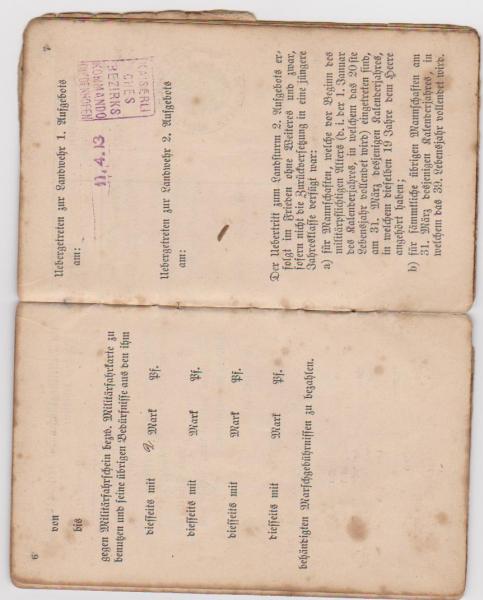 6
von
bis
gegen Militärfahrschein bezw. Militärfahrkarte zu
benutzen und seine übrigen Bedürfnisse aus den ihm
diesseits mit 2 Mark Pf.
diesseits mit Mark Pf.
diesseits mit Mark Pf.
diesseits mit Mark Pf.
behändigten Marschgebührnissen zu bezahlen.
7
Uebergetreten zur Landwehr 1. Aufgebots
am:
KAISERLI
CHES
BEZIRKS
KOMMANDO
11.4.13
Uebergetreten zur Landwehr 2. Aufgebots
am:
Der Uebertritt zum Landsturm 2. Aufgebots er-
folgt im Frieden ohne Weiteres und zwar,
sofern nicht die Zurückversetzung in eine jüngere
Jahresklasse verfügt war:
a) für Mannschaften, welche vor Beginn des
militärpflichtigen Alters (d. i. der 1. Januar
des Kalenderjahres, in welchem das 20ste
Lebensjahr vollendet wird) eingetreten sind,
am 31. März desjenigen Kalenderjahres,
in welchem dieselben 19 Jahre dem Heere
angehört haben;
b) für sämmtliche übrigen Mannschaften am
31. März desjenigen Kalenderjahres, in
welchem das 39. Lebensjahr vollendet wird.